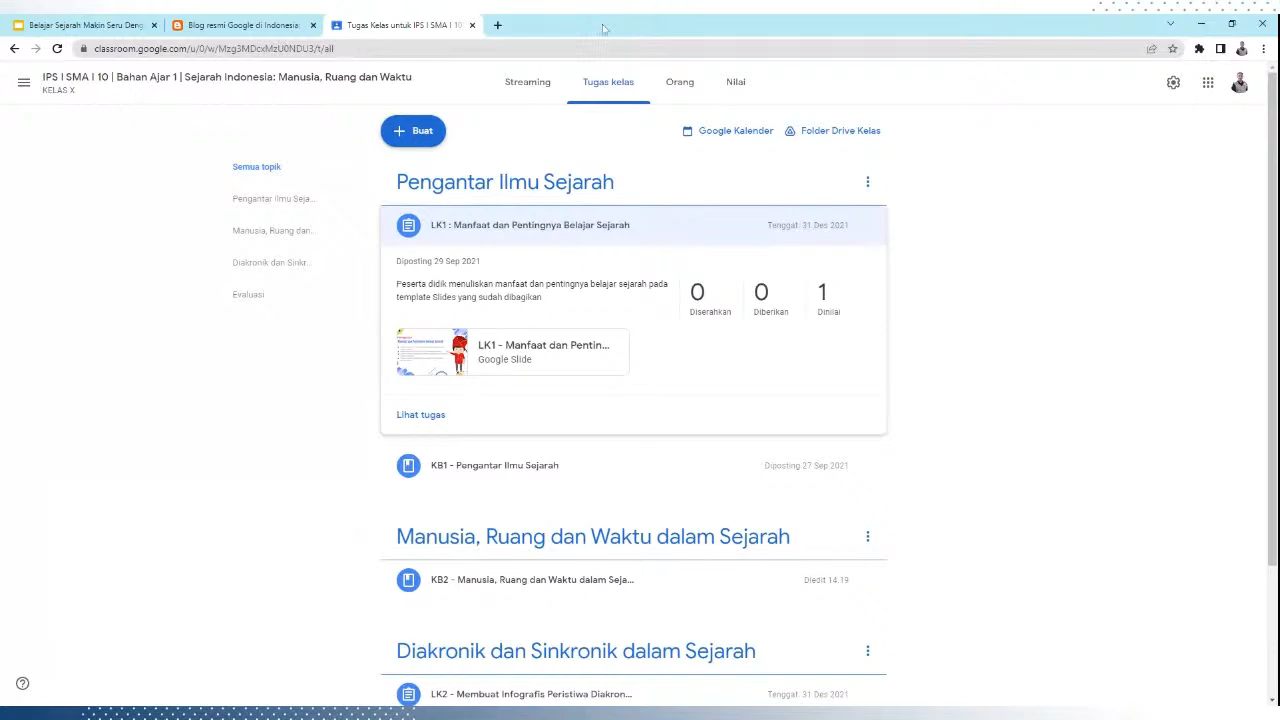 Belajar Sejarah Makin Seru Deng
Blog resmi Google di Indonesia:
Tugas Kelas untuk IPS I SMA I 10
classroom.google.com/u/0/w/Mzg3MDcxMzU0NDU3/t/all
IPS I SMA I 10 | Bahan Ajar 1 | Sejarah Indonesia: Manusia, Ruang dan Waktu
KELAS X
Streaming
Tugas kelas
Orang
Nilai
Buat
Google Kalender
Folder Drive Kelas
Semua topik
Pengantar Ilmu Seja...
Manusia, Ruang dan...
Diakronik dan Sinkr...
Evaluasi
Pengantar Ilmu Sejarah
LK1 : Manfaat dan Pentingnya Belajar Sejarah
Tenggat: 31 Des 2021
Diposting 29 Sep 2021
Peserta didik menuliskan manfaat dan pentingnya belajar sejarah pada
template Slides yang sudah dibagikan
0
Diserahkan
0
Diberikan
1
Dinilai
LK1 - Manfaat dan Pentin...
Google Slide
Lihat tugas
KB1 - Pengantar Ilmu Sejarah
Diposting 27 Sep 2021
Manusia, Ruang dan Waktu dalam Sejarah
KB2 - Manusia, Ruang dan Waktu dalam Seja...
Diedit 14.19
Diakronik dan Sinkronik dalam Sejarah
LK2 - Membuat Infografis Peristiwa Diakron...
Tenggat: 31 Des 2021